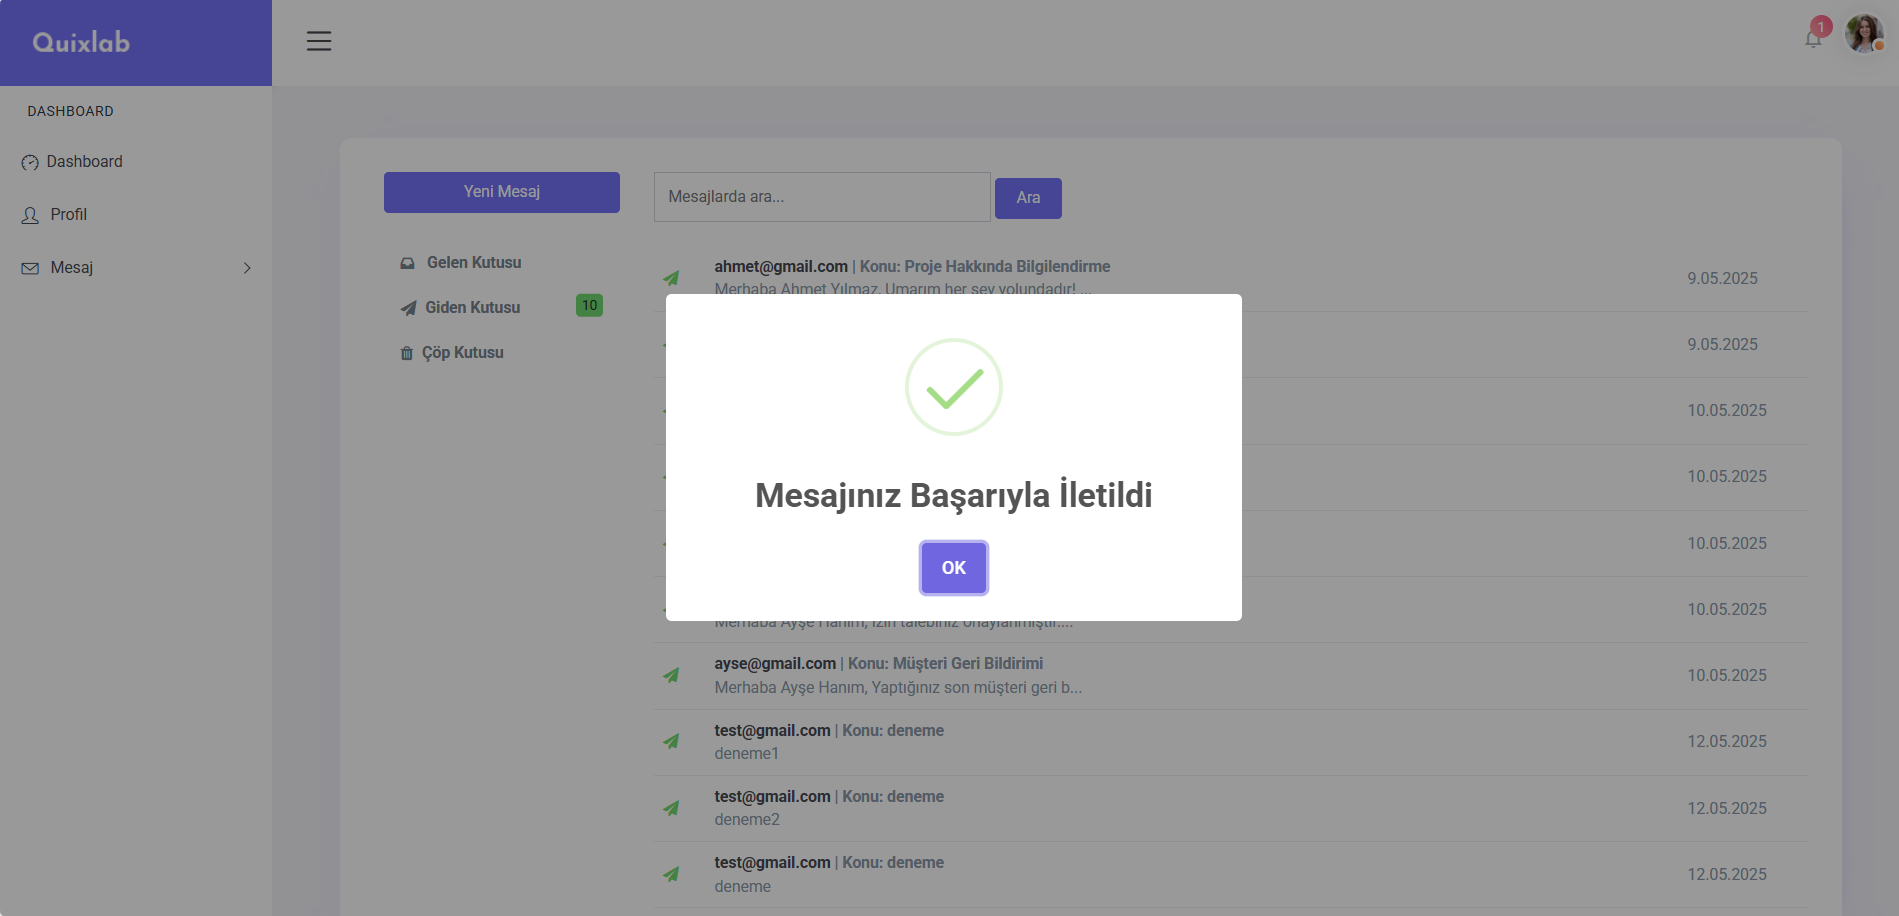 Quixlab
1
DASHBOARD
Dashboard
Profil
Mesaj
Yeni Mesaj
Mesajlarda ara...
Ara
Gelen Kutusu
Giden Kutusu
10
Çöp Kutusu
ahmet@gmail.com | Konu: Proje Hakkında Bilgilendirme
Merhaba Ahmet Yılmaz, Umarım her şey yolundadır! ...
9.05.2025
9.05.2025
10.05.2025
10.05.2025
10.05.2025
Mesajınız Başarıyla İletildi
OK
Merhaba Ayşe Hanım, İzin talebiniz onaylanmıştır....
10.05.2025
ayse@gmail.com | Konu: Müşteri Geri Bildirimi
Merhaba Ayşe Hanım, Yaptığınız son müşteri geri b...
10.05.2025
test@gmail.com | Konu: deneme
deneme1
12.05.2025
test@gmail.com | Konu: deneme
deneme2
12.05.2025
test@gmail.com | Konu: deneme
deneme
12.05.2025